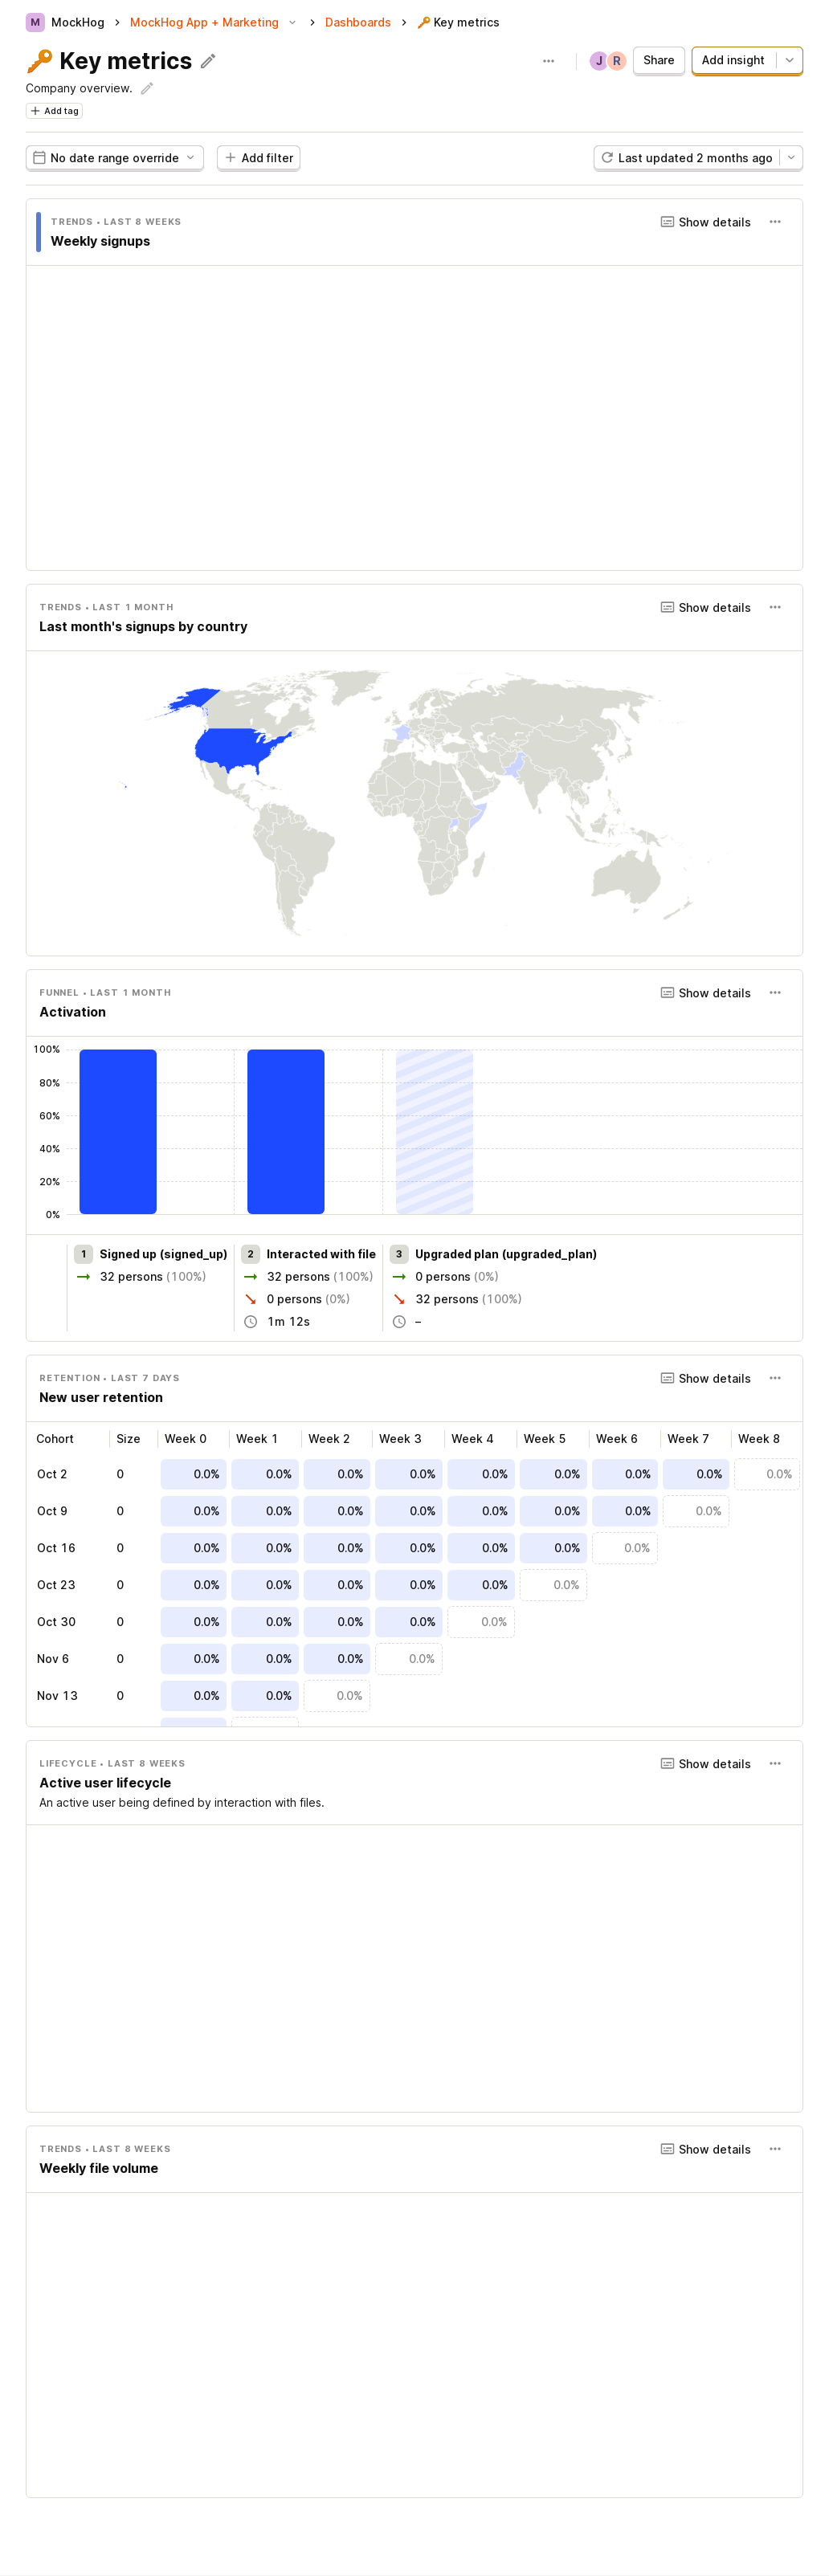 M MockHog > MockHog App + Marketing > Dashboards > 🔑 Key metrics
🔑 Key metrics
J R Share Add insight
Company overview.
+ Add tag
No date range override + Add filter Last updated 2 months ago
TRENDS • LAST 8 WEEKS Show details
Weekly signups
TRENDS • LAST 1 MONTH Show details
Last month's signups by country
FUNNEL • LAST 1 MONTH Show details
Activation
100%
80%
60%
40%
20%
0%
1 Signed up (signed_up) 2 Interacted with file 3 Upgraded plan (upgraded_plan)
32 persons (100%) 32 persons (100%) 0 persons (0%)
0 persons (0%) 32 persons (100%)
1m 12s –
RETENTION • LAST 7 DAYS Show details
New user retention
Cohort Size Week 0 Week 1 Week 2 Week 3 Week 4 Week 5 Week 6 Week 7 Week 8
Oct 2 0 0.0% 0.0% 0.0% 0.0% 0.0% 0.0% 0.0% 0.0% 0.0%
Oct 9 0 0.0% 0.0% 0.0% 0.0% 0.0% 0.0% 0.0% 0.0%
Oct 16 0 0.0% 0.0% 0.0% 0.0% 0.0% 0.0% 0.0%
Oct 23 0 0.0% 0.0% 0.0% 0.0% 0.0% 0.0%
Oct 30 0 0.0% 0.0% 0.0% 0.0% 0.0%
Nov 6 0 0.0% 0.0% 0.0% 0.0%
Nov 13 0 0.0% 0.0% 0.0%
LIFECYCLE • LAST 8 WEEKS Show details
Active user lifecycle
An active user being defined by interaction with files.
TRENDS • LAST 8 WEEKS Show details
Weekly file volume